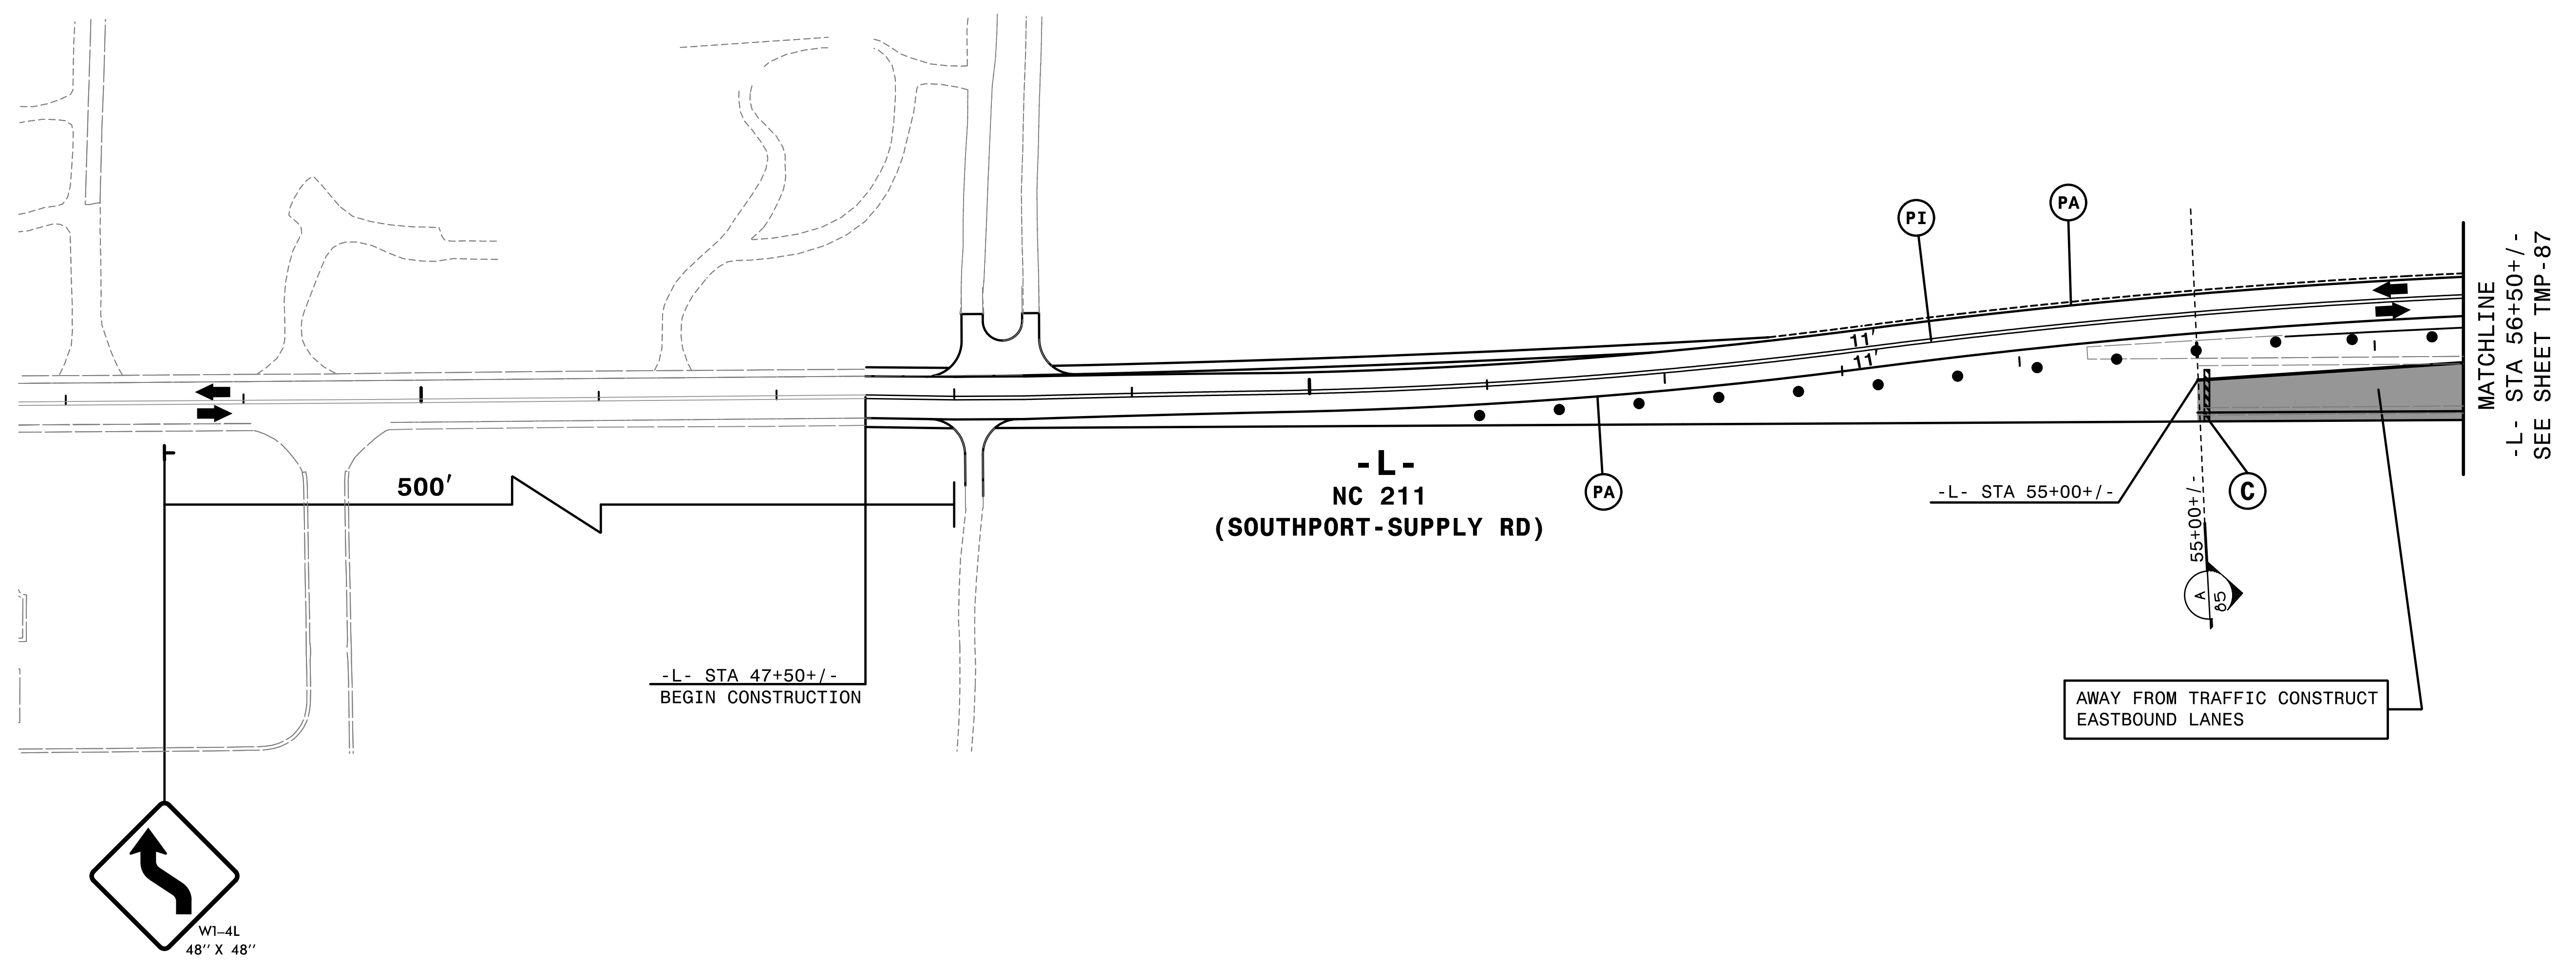 PI
PA
11'
11'
MATCHLINE
-L- STA 56+50+/-
SEE SHEET TMP-87
500'
-L-
NC 211
(SOUTHPORT-SUPPLY RD)
PA
-L- STA 55+00+/-
55+00+/-
C
A
85
-L- STA 47+50+/-
BEGIN CONSTRUCTION
AWAY FROM TRAFFIC CONSTRUCT
EASTBOUND LANES
W1-4L
48" X 48"